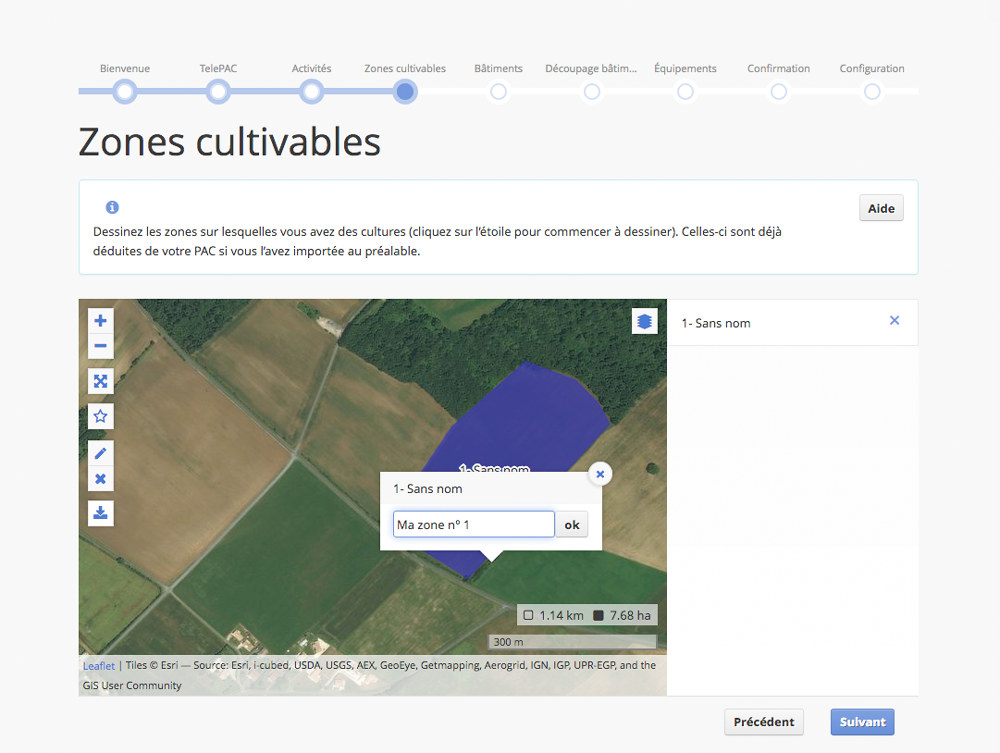 Bienvenue
TelePAC
Activités
Zones cultivables
Bâtiments
Découpage bâtim...
Équipements
Confirmation
Configuration
Zones cultivables
Aide
Dessinez les zones sur lesquelles vous avez des cultures (cliquez sur l'étoile pour commencer à dessiner). Celles-ci sont déjà
déduites de votre PAC si vous l'avez importée au préalable.
1- Sans nom
1- Sans nom
1- Sans nom
Ma zone n° 1
ok
1.14 km 7.68 ha
300 m
Leaflet | Tiles © Esri — Source: Esri, i-cubed, USDA, USGS, AEX, GeoEye, Getmapping, Aerogrid, IGN, IGP, UPR-EGP, and the
GIS User Community
Précédent
Suivant